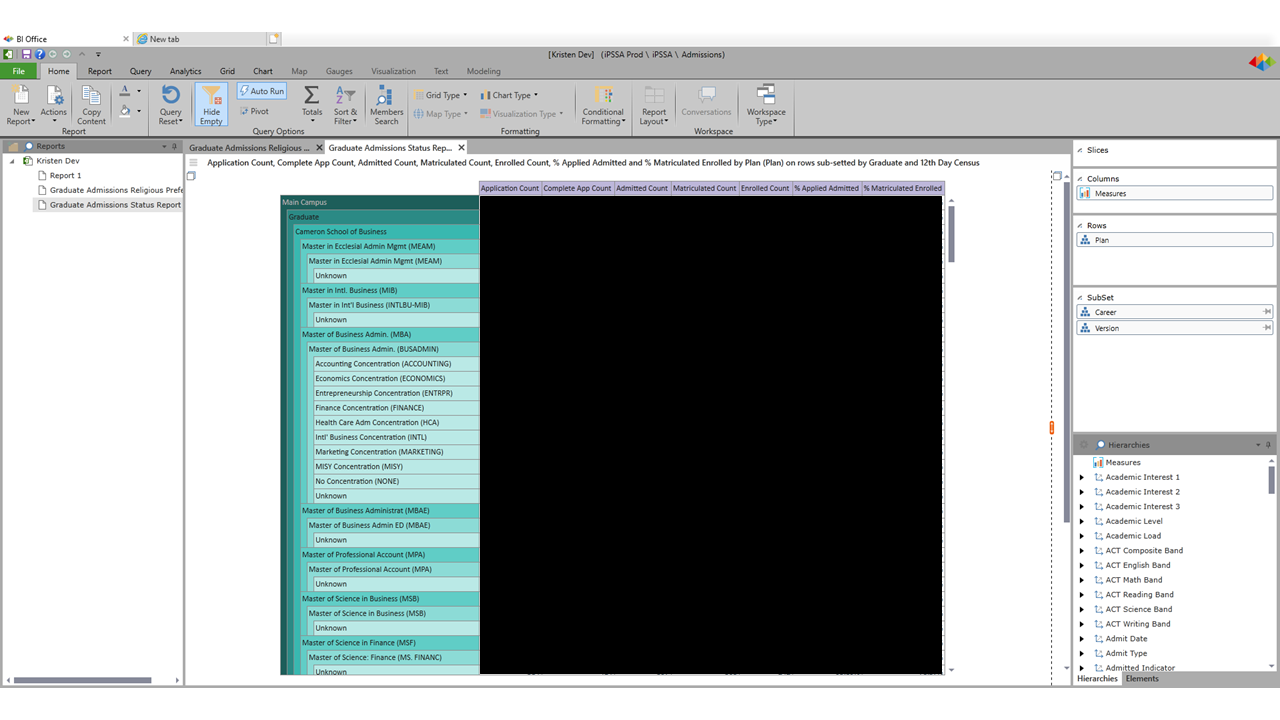 BI Office
New tab
[Kristen Dev] (iPSSA Prod \ iPSSA \ Admissions)
File Home Report Query Analytics Grid Chart Map Gauges Visualization Text Modeling
New Report
Actions
Copy Content
A
Report
Query Reset
Hide Empty
Auto Run
Pivot
Totals
Sort & Filter
Query Options
Members Search
Grid Type
Map Type
Chart Type
Visualization Type
Formatting
Conditional Formatting
Report Layout
Conversations
Workspace
Workspace Type
Reports
Kristen Dev
Report 1
Graduate Admissions Religious Prefe
Graduate Admissions Status Report
Graduate Admissions Religious ...
Graduate Admissions Status Rep...
Application Count, Complete App Count, Admitted Count, Matriculated Count, Enrolled Count, % Applied Admitted and % Matriculated Enrolled by Plan (Plan) on rows sub-setted by Graduate and 12th Day Census
Application Count Complete App Count Admitted Count Matriculated Count Enrolled Count % Applied Admitted % Matriculated Enrolled
Main Campus
Graduate
Cameron School of Business
Master in Ecclesial Admin Mgmt (MEAM)
Master in Ecclesial Admin Mgmt (MEAM)
Unknown
Master in Intl. Business (MIB)
Master in Int'l Business (INTLBU-MIB)
Unknown
Master of Business Admin. (MBA)
Master of Business Admin. (BUSADMIN)
Accounting Concentration (ACCOUNTING)
Economics Concentration (ECONOMICS)
Entrepreneurship Concentration (ENTRPR)
Finance Concentration (FINANCE)
Health Care Adm Concentration (HCA)
Intl' Business Concentration (INTL)
Marketing Concentration (MARKETING)
MISY Concentration (MISY)
No Concentration (NONE)
Unknown
Master of Business Administrat (MBAE)
Master of Business Admin ED (MBAE)
Unknown
Master of Professional Account (MPA)
Master of Professional Account (MPA)
Unknown
Master of Science in Business (MSB)
Master of Science in Business (MSB)
Unknown
Master of Science in Finance (MSF)
Master of Science: Finance (MS. FINANC)
Unknown
Slices
Columns
Measures
Rows
Plan
SubSet
Career
Version
Hierarchies
Measures
Academic Interest 1
Academic Interest 2
Academic Interest 3
Academic Level
Academic Load
ACT Composite Band
ACT English Band
ACT Math Band
ACT Reading Band
ACT Science Band
ACT Writing Band
Admit Date
Admit Type
Admitted Indicator
Hierarchies Elements